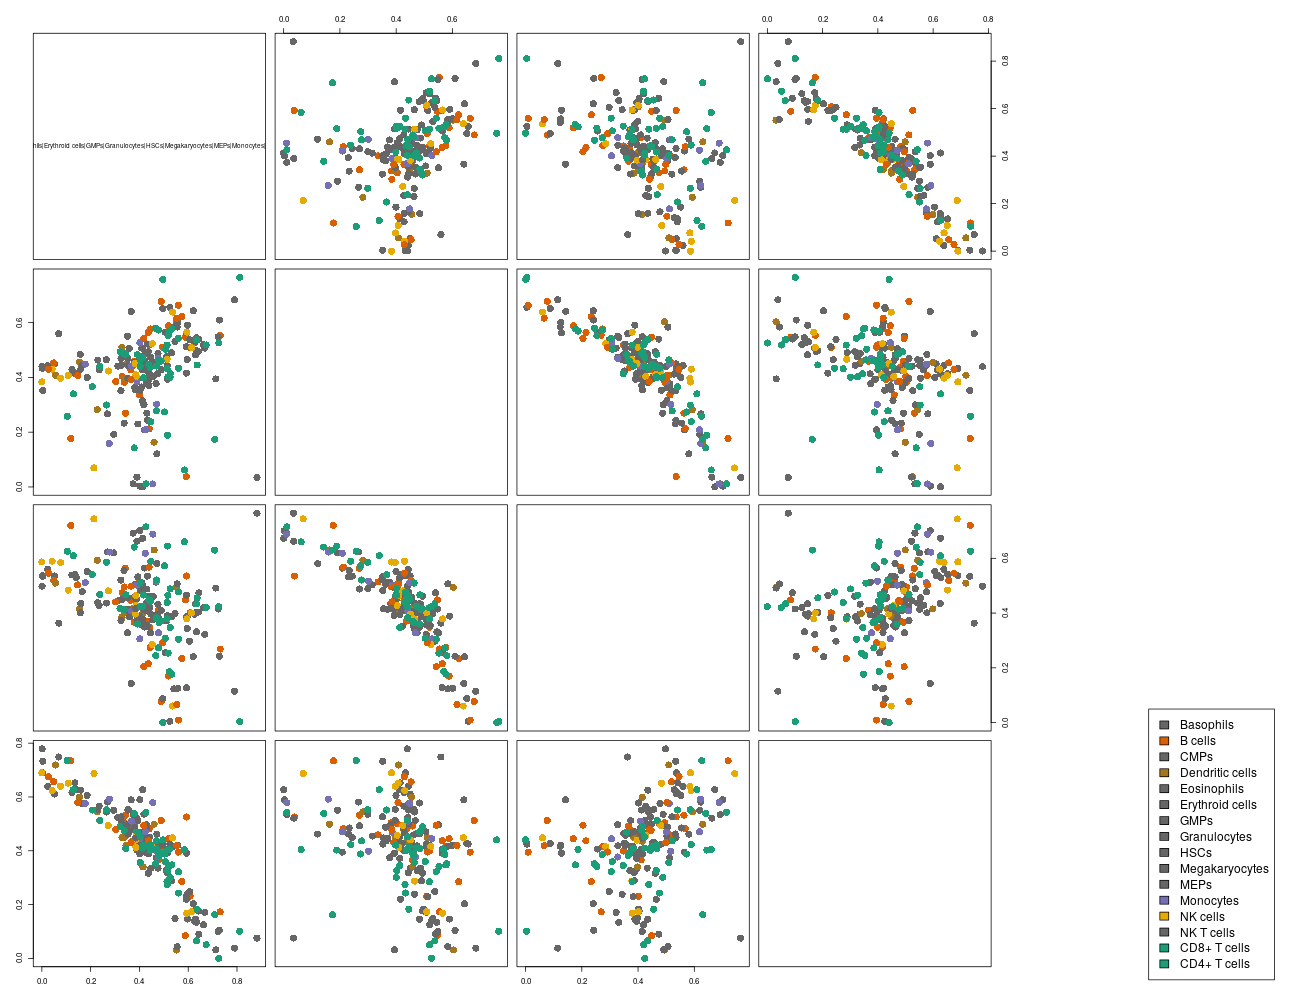 0.0 0.2 0.4 0.6
0.0 0.2 0.4 0.6 0.8
ils|Erythroid cells|GMPs|Granulocytes|HSCs|Megakaryocytes|MEPs|Monocytes|
0.8
0.6
0.4
0.2
0.0
0.6
0.4
0.2
0.0
0.6
0.4
0.2
0.0
0.8
0.6
0.4
0.2
0.0
0.0 0.2 0.4 0.6 0.8
0.0 0.2 0.4 0.6
Basophils
B cells
CMPs
Dendritic cells
Eosinophils
Erythroid cells
GMPs
Granulocytes
HSCs
Megakaryocytes
MEPs
Monocytes
NK cells
NK T cells
CD8+ T cells
CD4+ T cells